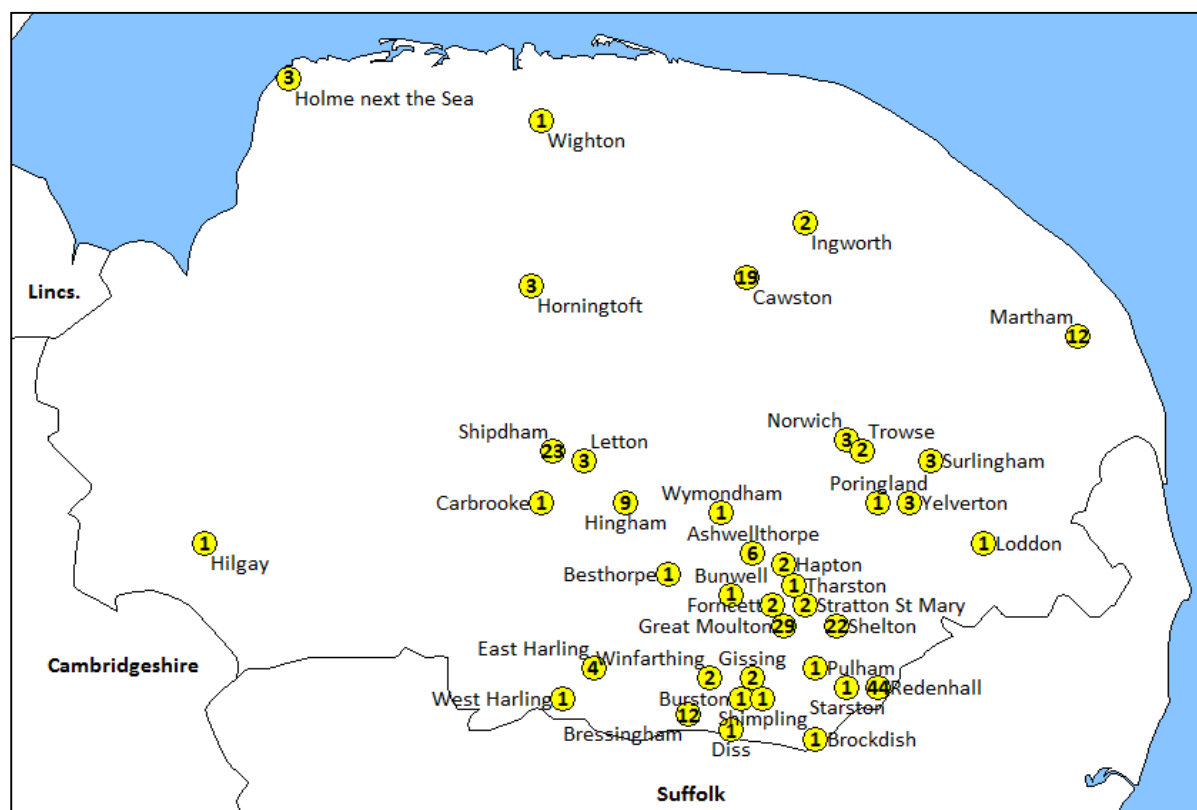 3
Holme next the Sea
1
Wighton
2
Ingworth
19
Cawston
Lincs.
3
Horningtoft
Martham
12
Norwich
3
Trowse
2
Shipdham
23
Letton
3
3
Surlingham
Poringland
1
3
Yelverton
Carbrooke
1
9
Hingham
Wymondham
1
Ashwellthorpe
6
1
Hilgay
1
Loddon
2
Hapton
Besthorpe
1
Bunwell
1
1
Tharston
Forncett
2
2
Stratton St Mary
Great Moulton
29
22
Shelton
Cambridgeshire
East Harling
4
Winfarthing
2
Gissing
2
1
Pulham
1
Starston
44
Redenhall
West Harling
1
Burston
1
1
Shimpling
12
Bressingham
1
Diss
1
Brockdish
Suffolk